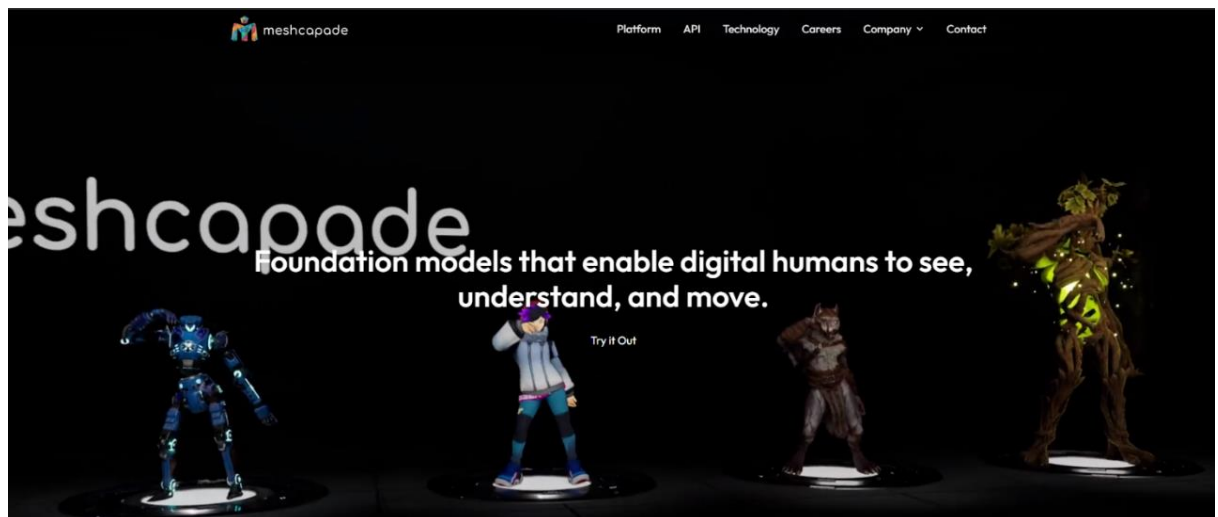 meshcapade
Platform API Technology Careers Company Contact
eshcapade
Foundation models that enable digital humans to see,
understand, and move.
Try it Out